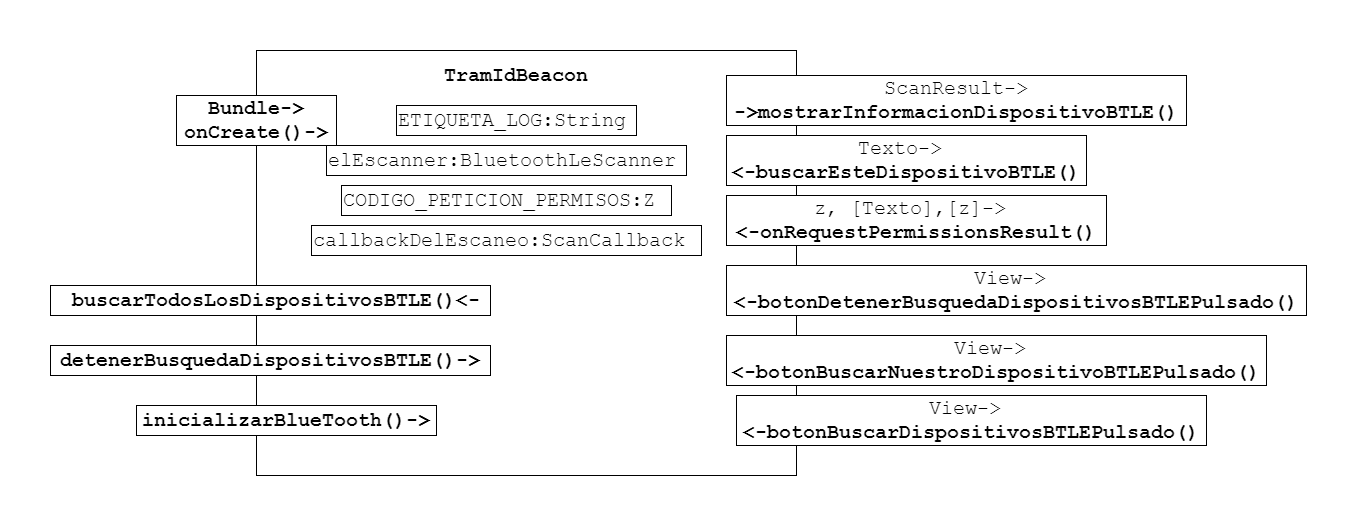 TramIdBeacon
Bundle->
onCreate()->
ETIQUETA_LOG:String
elEscanner:BluetoothLeScanner
CODIGO_PETICION_PERMISOS:Z
callbackDelEscaneo:ScanCallback
buscarTodosLosDispositivosBTLE()<-
detenerBusquedaDispositivosBTLE()->
inicializarBlueTooth()->
ScanResult->
->mostrarInformacionDispositivoBTLE()
Texto->
<-buscarEsteDispositivoBTLE()
z, [Texto],[z]->
<-onRequestPermissionsResult()
View->
<-botonDetenerBusquedaDispositivosBTLEPulsado()
View->
<-botonBuscarNuestroDispositivoBTLEPulsado()
View->
<-botonBuscarDispositivosBTLEPulsado()